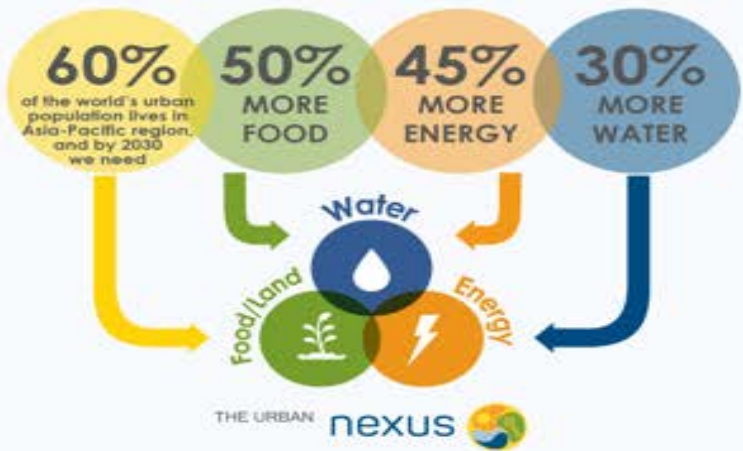 60%
of the world's urban
population lives in
Asia-Pacific region,
and by 2030
we need
50%
MORE
FOOD
45%
MORE
ENERGY
30%
MORE
WATER
Water
Food/Land
Energy
THE URBAN nexus